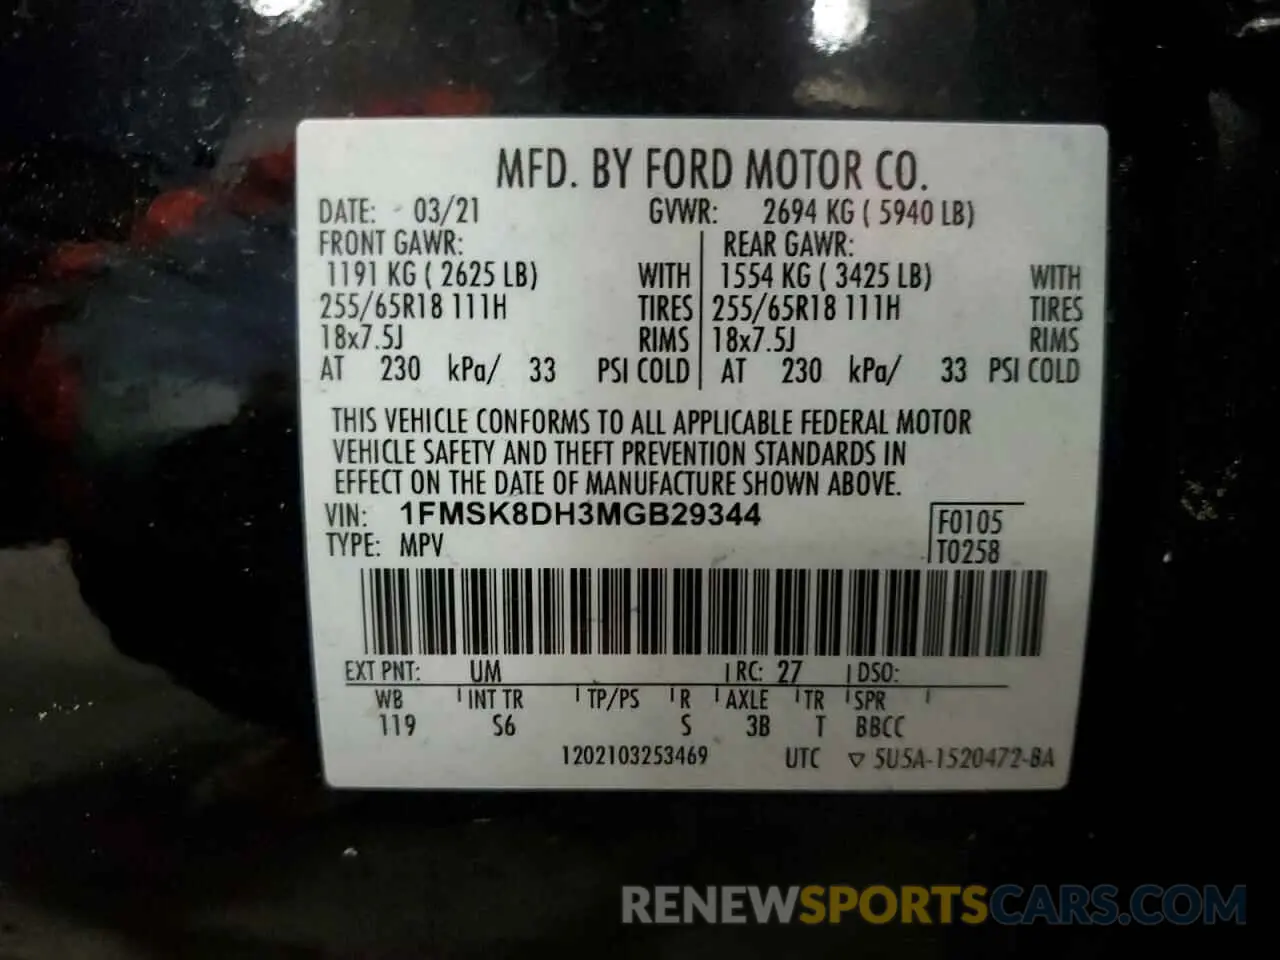 MFD. BY FORD MOTOR CO.
DATE: 03/21 GVWR: 2694 KG ( 5940 LB)
FRONT GAWR: REAR GAWR:
1191 KG ( 2625 LB) WITH 1554 KG ( 3425 LB) WITH
255/65R18 111H TIRES 255/65R18 111H TIRES
18x7.5J RIMS 18x7.5J RIMS
AT 230 kPa/ 33 PSI COLD AT 230 kPa/ 33 PSI COLD
THIS VEHICLE CONFORMS TO ALL APPLICABLE FEDERAL MOTOR
VEHICLE SAFETY AND THEFT PREVENTION STANDARDS IN
EFFECT ON THE DATE OF MANUFACTURE SHOWN ABOVE.
VIN: 1FMSK8DH3MGB29344 F0105
TYPE: MPV T0258
EXT PNT: UM RC: 27 DSO:
WB INT TR TP/PS R AXLE TR SPR
119 S6 S 3B T BBCC
1202103253469 UTC ▽ 5U5A-1520472-BA
RENEWSPORTSCARS.COM